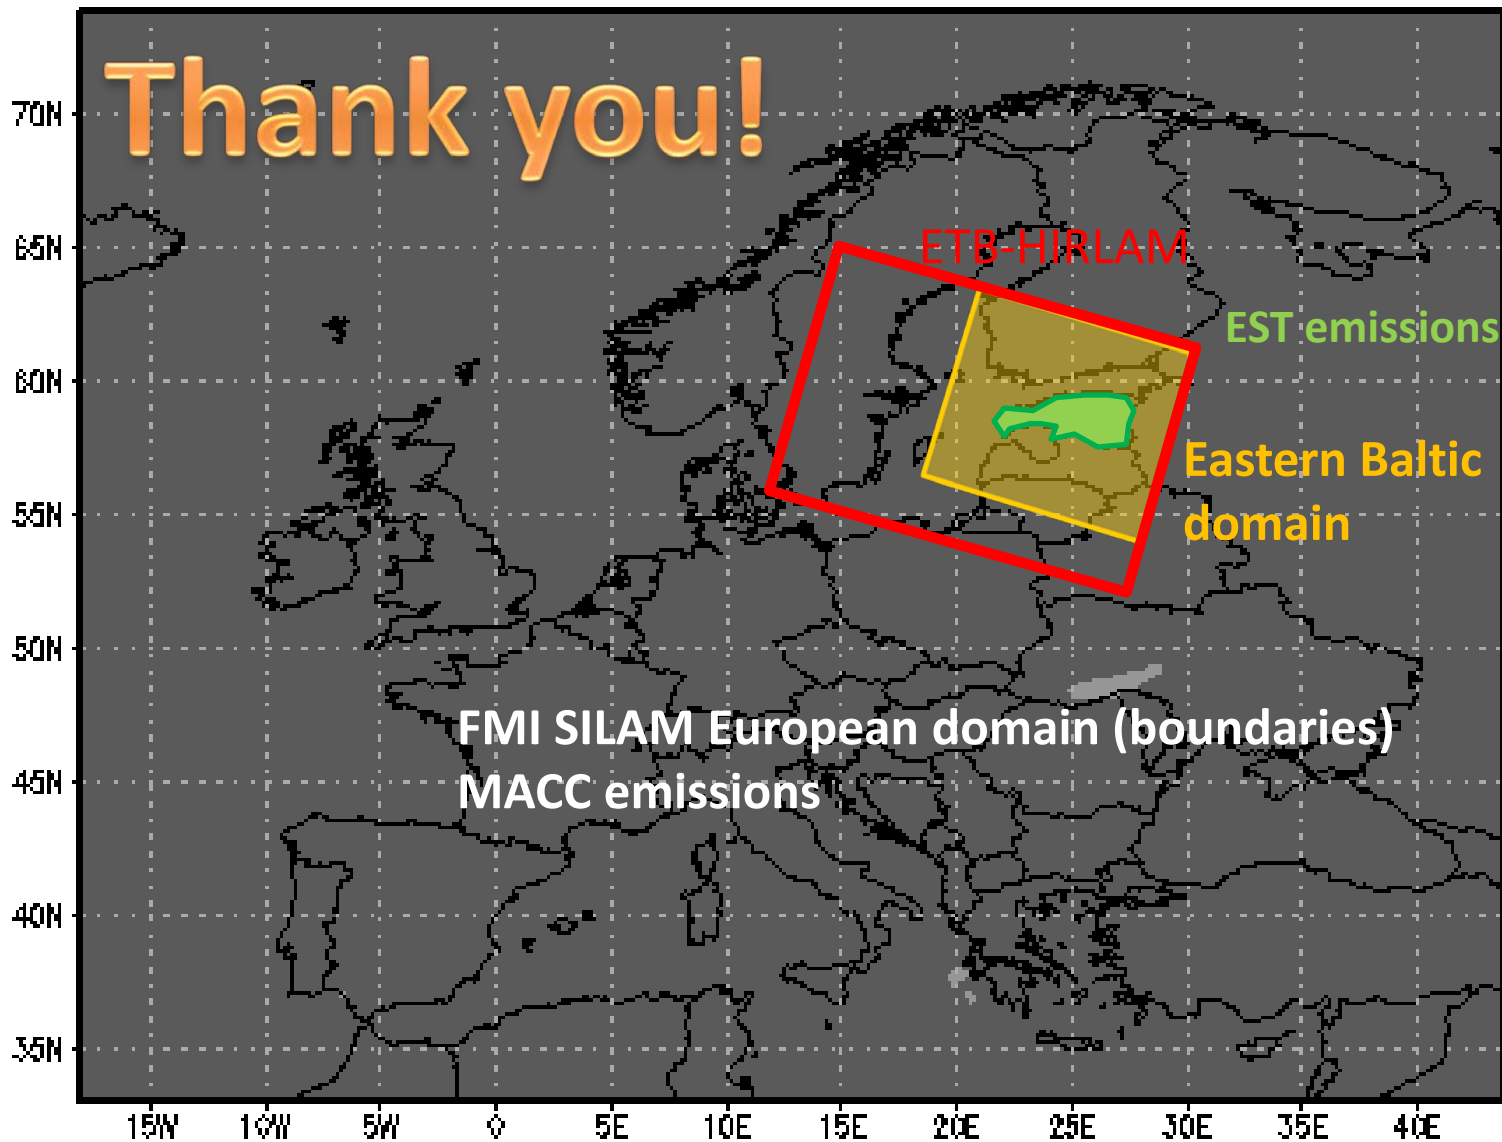 Thank you!
70N
65N
ETB-HIRLAM
EST emissions
60N
Eastern Baltic
domain
55N
50N
FMI SILAM European domain (boundaries)
MACC emissions
45N
40N
35N
15W 10W 5W 0 5E 10E 15E 20E 25E 30E 35E 40E